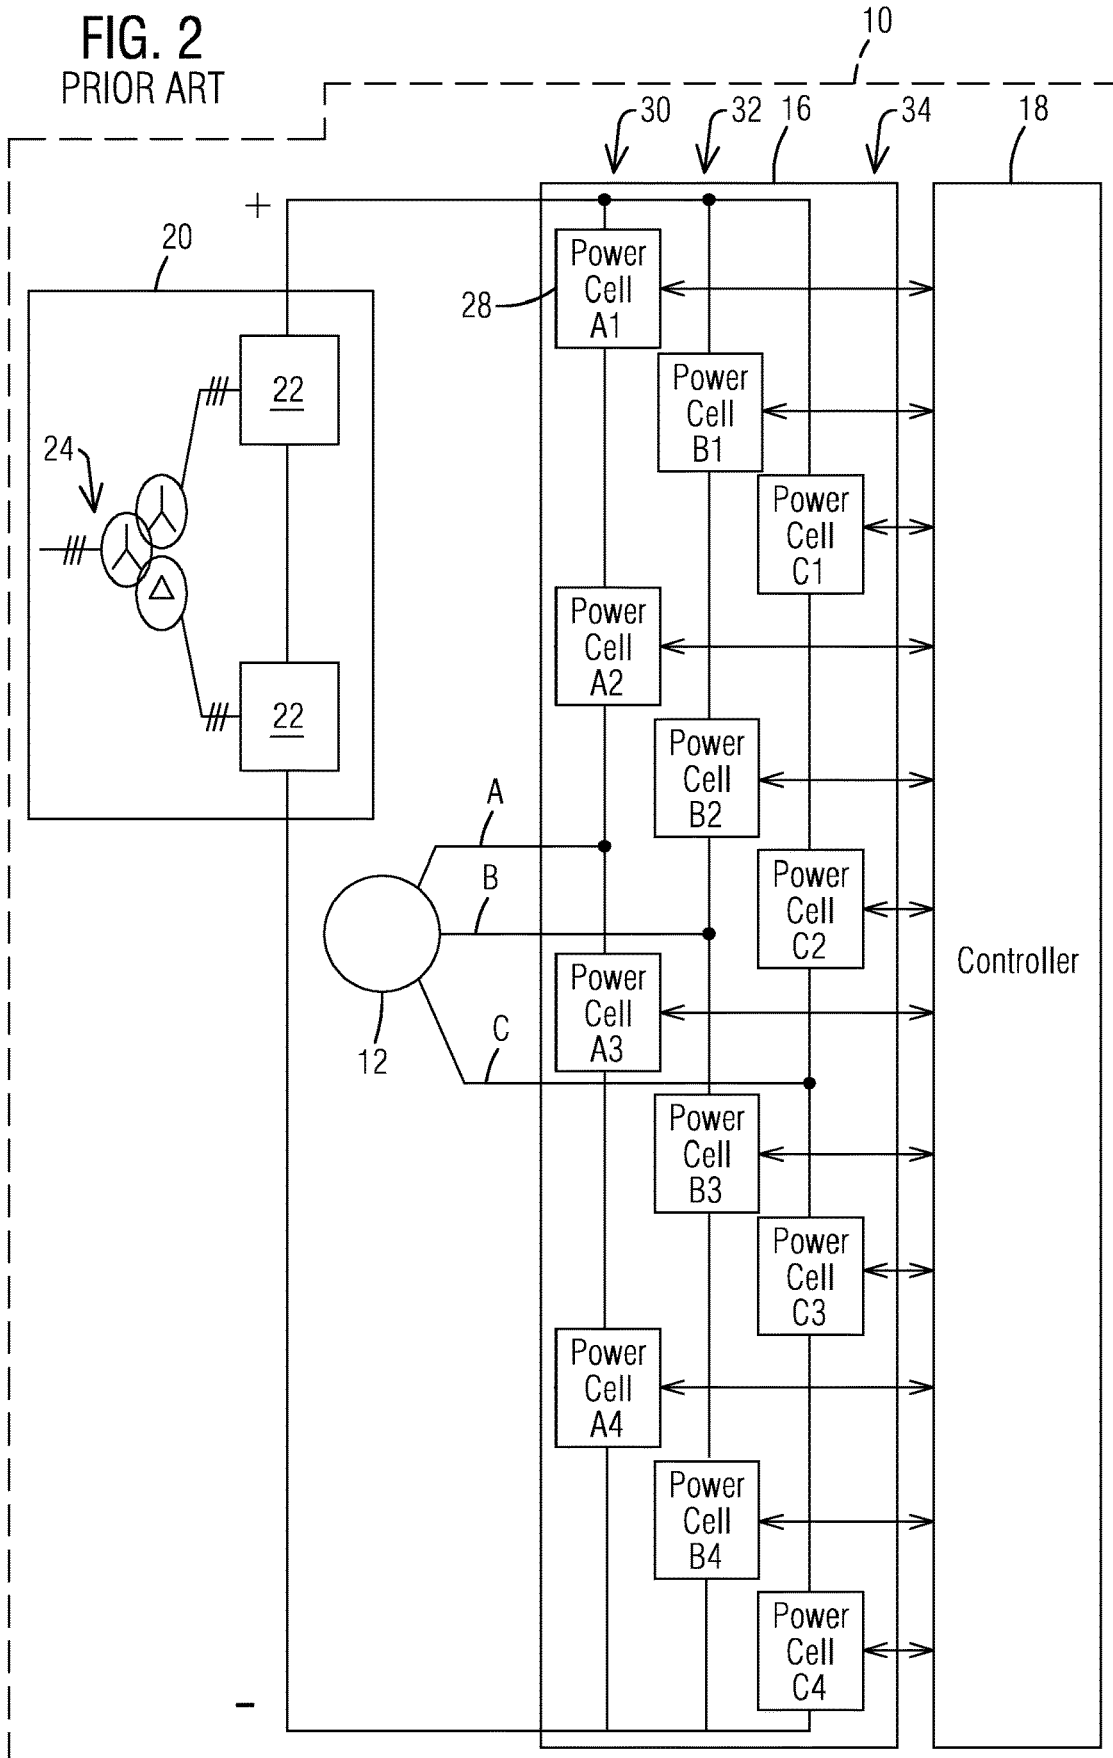 FIG. 2
PRIOR ART
10
30
32
16
34
18
+
20
Power
Cell
A1
28
22
Power
Cell
B1
24
Power
Cell
C1
Power
Cell
A2
22
Power
Cell
B2
A
B
Power
Cell
C2
Controller
Power
Cell
A3
12
C
Power
Cell
B3
Power
Cell
C3
Power
Cell
A4
Power
Cell
B4
Power
Cell
C4
-